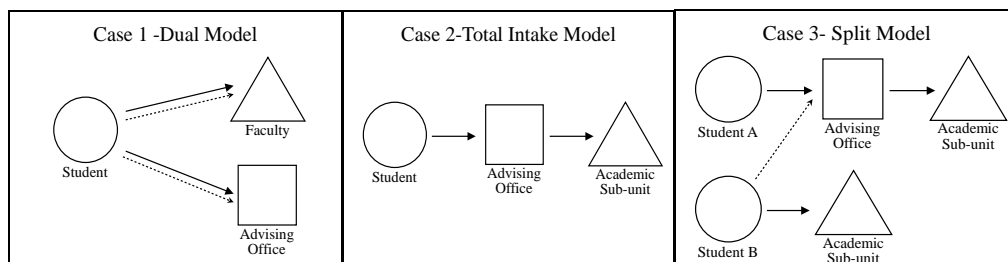 Case 1 -Dual Model
Faculty
Student
Advising
Office
Case 2-Total Intake Model
Student
Advising
Office
Academic
Sub-unit
Case 3- Split Model
Student A
Advising
Office
Academic
Sub-unit
Student B
Academic
Sub-unit